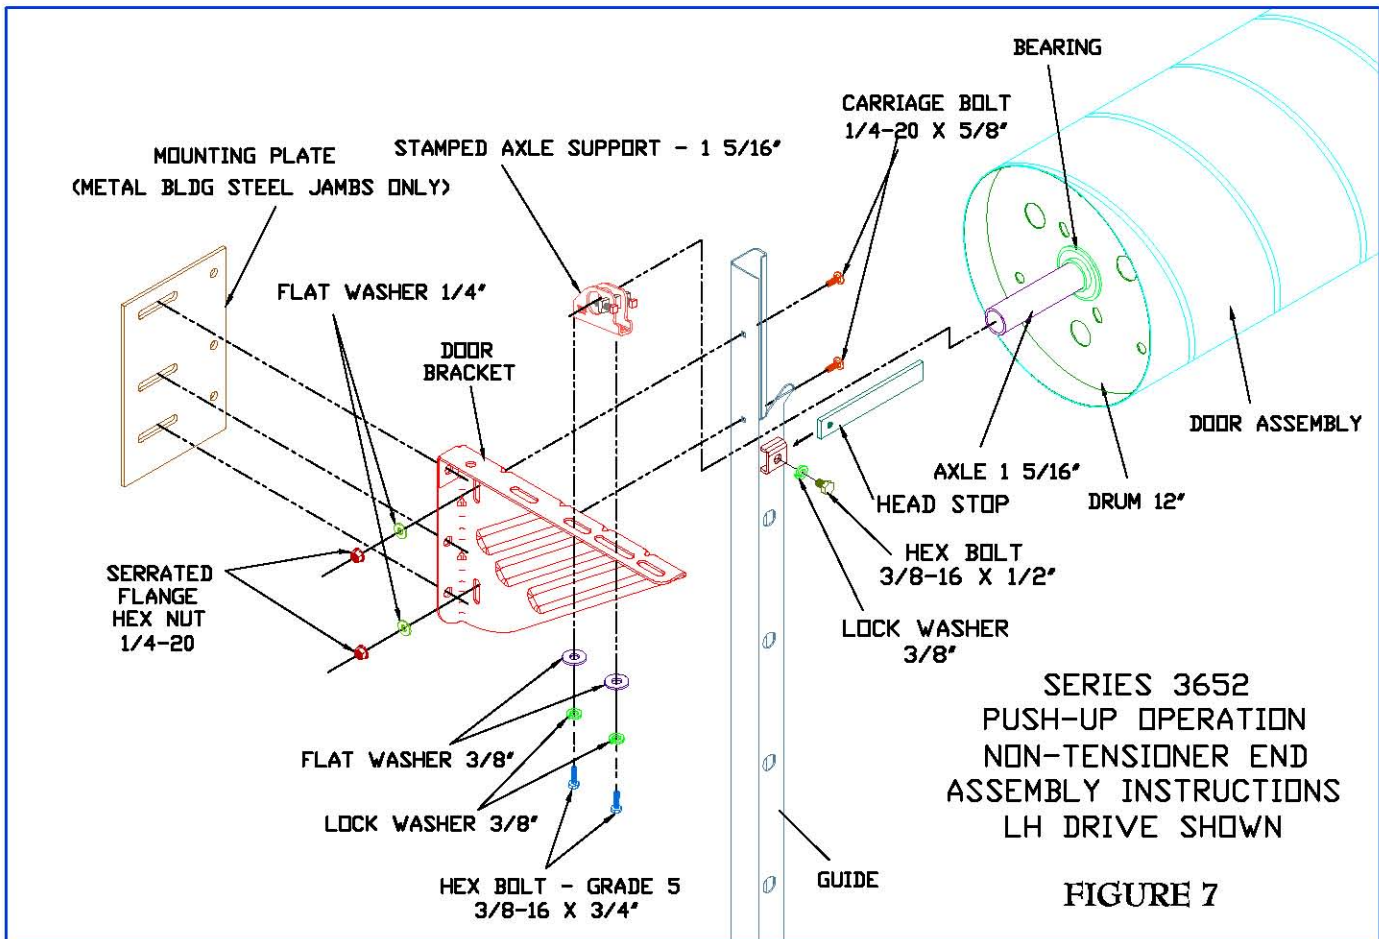 BEARING
CARRIAGE BOLT
1/4-20 X 5/8"
STAMPED AXLE SUPPORT - 1 5/16"
MOUNTING PLATE
(METAL BLDG STEEL JAMBS ONLY)
FLAT WASHER 1/4"
DOOR
BRACKET
DOOR ASSEMBLY
AXLE 1 5/16"
HEAD STOP
DRUM 12"
HEX BOLT
3/8-16 X 1/2"
SERRATED
FLANGE
HEX NUT
1/4-20
LOCK WASHER
3/8"
FLAT WASHER 3/8"
LOCK WASHER 3/8"
HEX BOLT - GRADE 5
3/8-16 X 3/4"
GUIDE
SERIES 3652
PUSH-UP OPERATION
NON-TENSIONER END
ASSEMBLY INSTRUCTIONS
LH DRIVE SHOWN
FIGURE 7